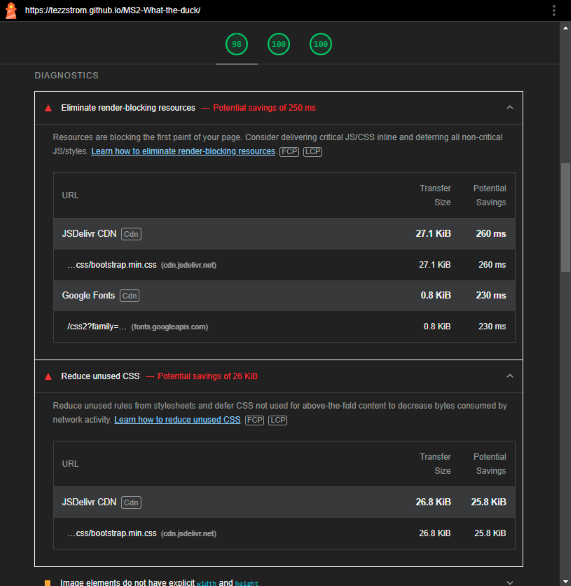 https://lezzstrom.github.io/MS2-What-the-duck/
98 100 100
DIAGNOSTICS
Eliminate render-blocking resources — Potential savings of 250 ms
Resources are blocking the first paint of your page. Consider delivering critical JS/CSS inline and deferring all non-critical
JS/styles. Learn how to eliminate render-blocking resources. FCP LCP
URL Transfer Size Potential Savings
JSDelivr CDN Cdn 27.1 KiB 260 ms
…css/bootstrap.min.css (cdn.jsdelivr.net) 27.1 KiB 260 ms
Google Fonts Cdn 0.8 KiB 230 ms
/css2?family=… (fonts.googleapis.com) 0.8 KiB 230 ms
Reduce unused CSS — Potential savings of 26 KiB
Reduce unused rules from stylesheets and defer CSS not used for above-the-fold content to decrease bytes consumed by
network activity. Learn how to reduce unused CSS FCP LCP
URL Transfer Size Potential Savings
JSDelivr CDN Cdn 26.8 KiB 25.8 KiB
…css/bootstrap.min.css (cdn.jsdelivr.net) 26.8 KiB 25.8 KiB
Image elements do not have explicit width and height